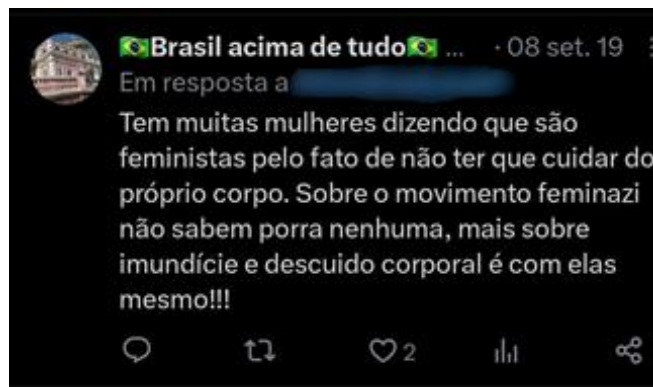 🇧🇷Brasil acima de tudo🇧🇷 ... · 08 set. 19
Em resposta a
Tem muitas mulheres dizendo que são
feministas pelo fato de não ter que cuidar do
próprio corpo. Sobre o movimento feminazi
não sabem porra nenhuma, mais sobre
imundície e descuido corporal é com elas
mesmo!!!
2